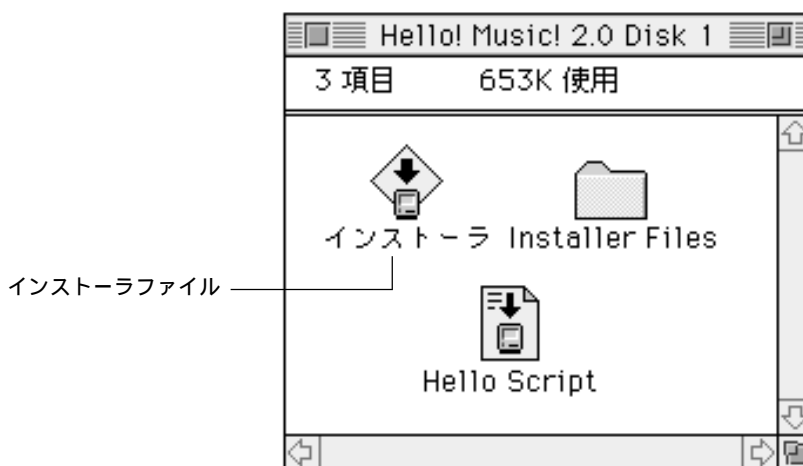 Hello! Music! 2.0 Disk 1
3 項目 653K 使用
インストーラ Installer Files
インストーラファイル
Hello Script